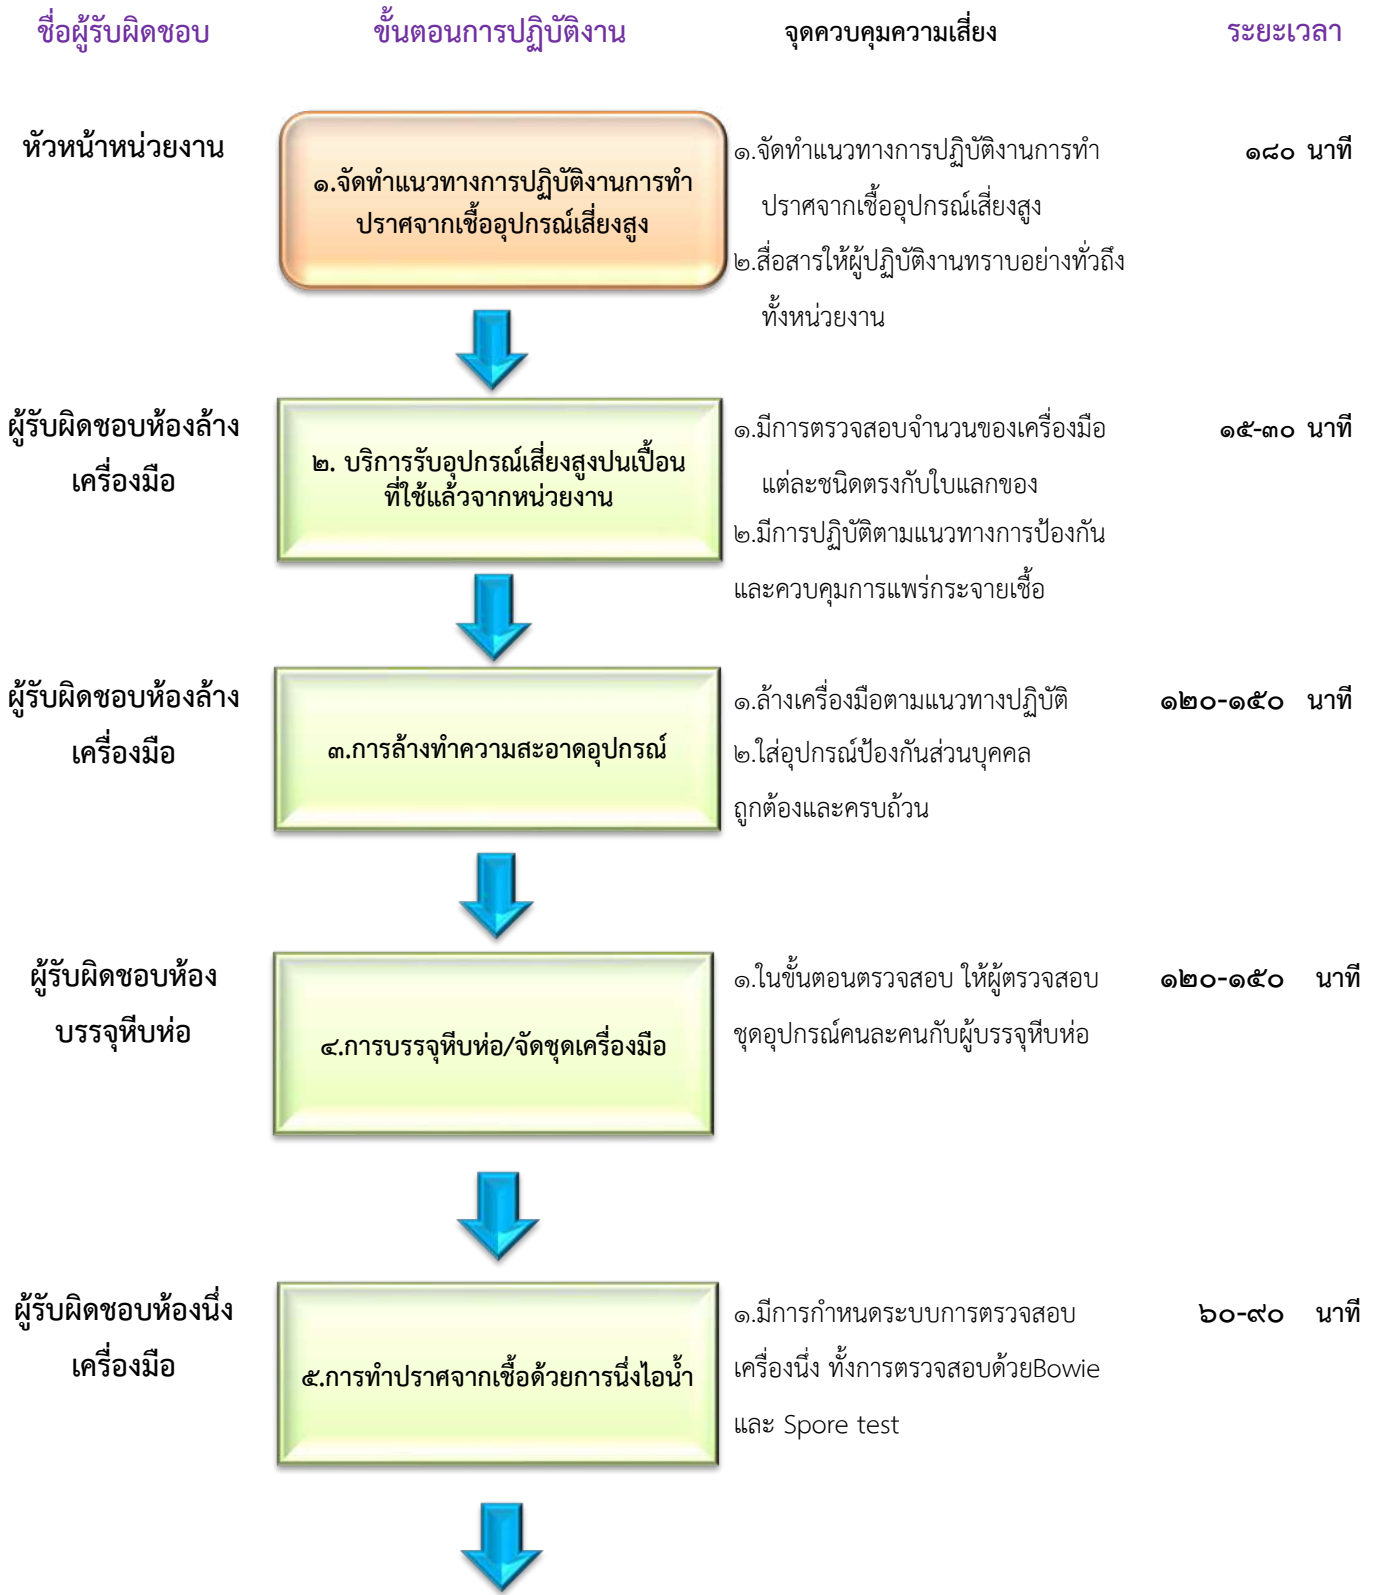 ชื่อผู้รับผิดชอบ
ขั้นตอนการปฏิบัติงาน
จุดควบคุมความเสี่ยง
ระยะเวลา
หัวหน้าหน่วยงาน
๑.จัดทำแนวทางการปฏิบัติงานการทำ
ปราศจากเชื้ออุปกรณ์เสี่ยงสูง
๑.จัดทำแนวทางการปฏิบัติงานการทำ
ปราศจากเชื้ออุปกรณ์เสี่ยงสูง
๒.สื่อสารให้ผู้ปฏิบัติงานทราบอย่างทั่วถึง
ทั้งหน่วยงาน
๑๘๐ นาที
ผู้รับผิดชอบห้องล้าง
เครื่องมือ
๒. บริการรับอุปกรณ์เสี่ยงสูงปนเปื้อน
ที่ใช้แล้วจากหน่วยงาน
๑.มีการตรวจสอบจำนวนของเครื่องมือ
แต่ละชนิดตรงกับใบแลกของ
๒.มีการปฏิบัติตามแนวทางการป้องกัน
และควบคุมการแพร่กระจายเชื้อ
๑๕-๓๐ นาที
ผู้รับผิดชอบห้องล้าง
เครื่องมือ
๓.การล้างทำความสะอาดอุปกรณ์
๑.ล้างเครื่องมือตามแนวทางปฏิบัติ
๒.ใส่อุปกรณ์ป้องกันส่วนบุคคล
ถูกต้องและครบถ้วน
๑๒๐-๑๕๐ นาที
ผู้รับผิดชอบห้อง
บรรจุหีบห่อ
๔.การบรรจุหีบห่อ/จัดชุดเครื่องมือ
๑.ในขั้นตอนตรวจสอบ ให้ผู้ตรวจสอบ
ชุดอุปกรณ์คนละคนกับผู้บรรจุหีบห่อ
๑๒๐-๑๕๐ นาที
ผู้รับผิดชอบห้องนึ่ง
เครื่องมือ
๕.การทำปราศจากเชื้อด้วยการนึ่งไอน้ำ
๑.มีการกำหนดระบบการตรวจสอบ
เครื่องนึ่ง ทั้งการตรวจสอบด้วยBowie
และ Spore test
๖๐-๙๐ นาที